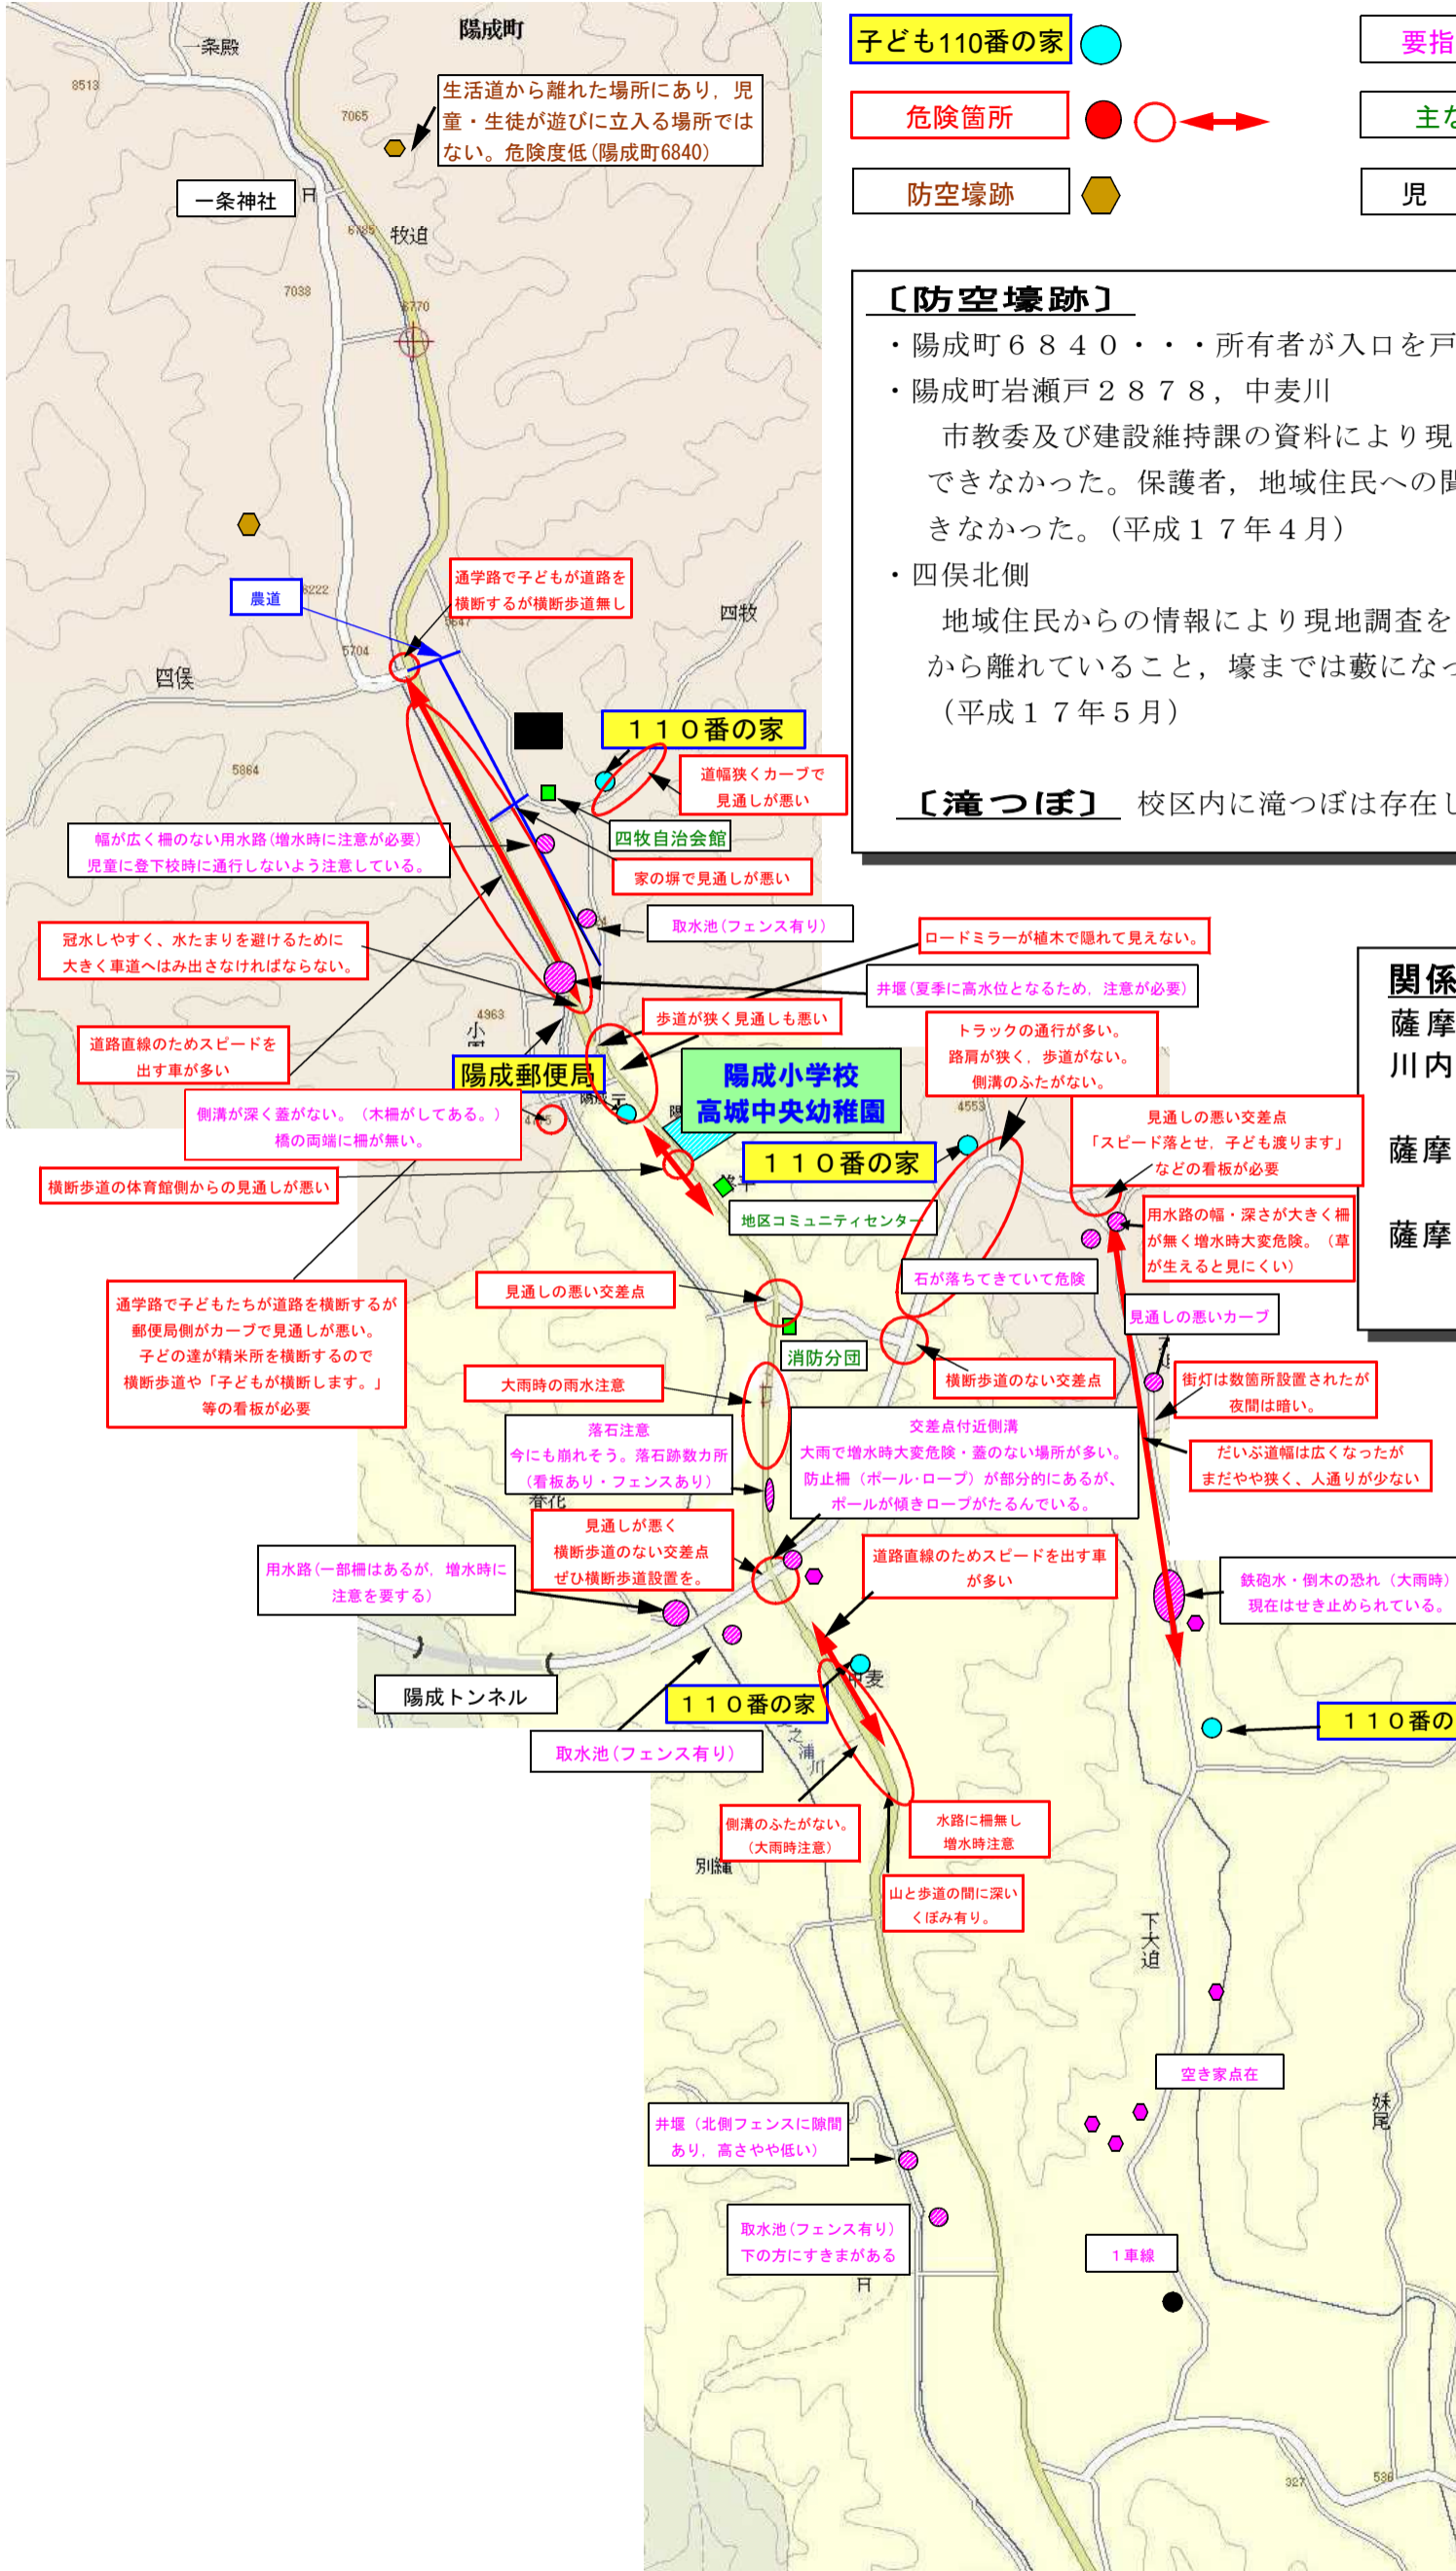 陽成町
一条殿
8513
7065
生活道から離れた場所にあり，児
童・生徒が遊びに立入る場所では
ない。危険度低(陽成町6840)
一条神社
6785
牧迫
7038
6770
子ども110番の家
要指
危険箇所
主な
防空壕跡
児
〔防空壕跡〕
・陽成町６８４０・・・所有者が入口を戸
・陽成町岩瀬戸２８７８，中麦川
市教委及び建設維持課の資料により現
できなかった。保護者，地域住民への聞
きなかった。（平成１７年４月）
・四俣北側
地域住民からの情報により現地調査を
から離れていること，壕までは藪になっ
（平成１７年５月）
〔滝つぼ〕 校区内に滝つぼは存在し
農道
6222
通学路で子どもが道路を
横断するが横断歩道無し
5647
四牧
5704
四俣
１１０番の家
5864
道幅狭くカーブで
見通しが悪い
四牧自治会館
幅が広く柵のない用水路(増水時に注意が必要)
児童に登下校時に通行しないよう注意している。
家の塀で見通しが悪い
取水池(フェンス有り)
冠水しやすく、水たまりを避けるために
大きく車道へはみ出さなければならない。
ロードミラーが植木で隠れて見えない。
井堰(夏季に高水位となるため，注意が必要)
関係
薩摩
川内
薩摩
薩摩
4963
小
歩道が狭く見通しも悪い
道路直線のためスピードを
出す車が多い
トラックの通行が多い。
路肩が狭く，歩道がない。
側溝のふたがない。
陽成郵便局
陽成小学校
高城中央幼稚園
側溝が深く蓋がない。（木柵がしてある。）
橋の両端に柵が無い。
4553
見通しの悪い交差点
「スピード落とせ，子ども渡ります」
などの看板が必要
１１０番の家
横断歩道の体育館側からの見通しが悪い
地区コミュニティセンター
用水路の幅・深さが大きく柵
が無く増水時大変危険。（草
が生えると見にくい）
石が落ちてきていて危険
通学路で子どもたちが道路を横断するが
郵便局側がカーブで見通しが悪い。
子どの達が精米所を横断するので
横断歩道や「子どもが横断します。」
等の看板が必要
見通しの悪い交差点
見通しの悪いカーブ
消防分団
横断歩道のない交差点
大雨時の雨水注意
街灯は数箇所設置されたが
夜間は暗い。
落石注意
今にも崩れそう。落石跡数カ所
（看板あり・フェンスあり）
交差点付近側溝
大雨で増水時大変危険・蓋のない場所が多い。
防止柵（ポール･ロープ）が部分的にあるが、
ポールが傾きロープがたるんでいる。
だいぶ道幅は広くなったが
まだやや狭く、人通りが少ない
見通しが悪く
横断歩道のない交差点
ぜひ横断歩道設置を。
道路直線のためスピードを出す車
が多い
用水路(一部柵はあるが，増水時に
注意を要する)
鉄砲水・倒木の恐れ（大雨時）
現在はせき止められている。
陽成トンネル
中麦
１１０番の家
１１０番の
取水池(フェンス有り)
之
浦
川
側溝のふたがない。
（大雨時注意）
水路に柵無し
増水時注意
別縄
山と歩道の間に深い
くぼみ有り。
下大迫
空き家点在
妹尾
井堰（北側フェンスに隙間
あり，高さやや低い）
取水池(フェンス有り)
下の方にすきまがある
１車線
327
536